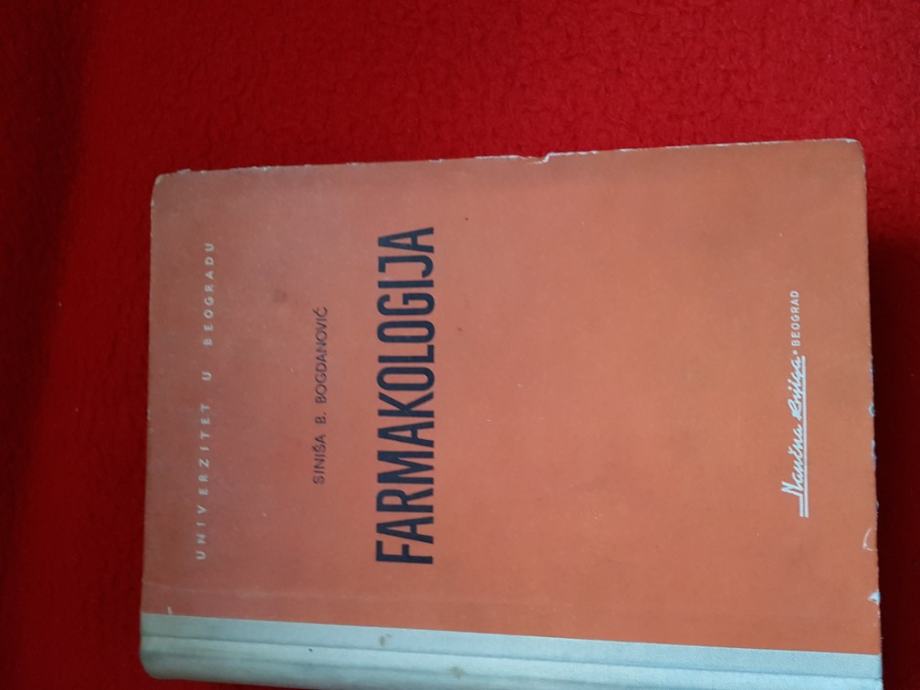 UNIVERZITET U BEOGRADU
SINIŠA B. BOGDANOVIĆ
FARMAKOLOGIJA
Naučna knjiga • BEOGRAD